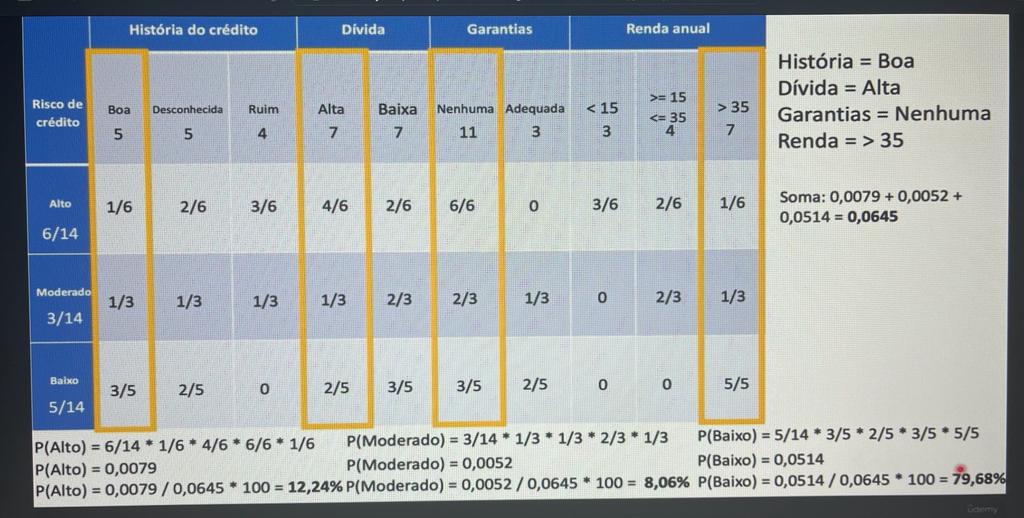 História do crédito Dívida Garantias Renda anual
Risco de crédito Boa 5 Desconhecida 5 Ruim 4 Alta 7 Baixa 7 Nenhuma 11 Adequada 3 < 15 3 >= 15 <= 35 4 > 35 7
Alto 6/14 1/6 2/6 3/6 4/6 2/6 6/6 0 3/6 2/6 1/6
Moderado 3/14 1/3 1/3 1/3 1/3 2/3 2/3 1/3 0 2/3 1/3
Baixo 5/14 3/5 2/5 0 2/5 3/5 3/5 2/5 0 0 5/5
História = Boa
Dívida = Alta
Garantias = Nenhuma
Renda = > 35
Soma: 0,0079 + 0,0052 +
0,0514 = 0,0645
P(Alto) = 6/14 * 1/6 * 4/6 * 6/6 * 1/6
P(Alto) = 0,0079
P(Alto) = 0,0079 / 0,0645 * 100 = 12,24%
P(Moderado) = 3/14 * 1/3 * 1/3 * 2/3 * 1/3
P(Moderado) = 0,0052
P(Moderado) = 0,0052 / 0,0645 * 100 = 8,06%
P(Baixo) = 5/14 * 3/5 * 2/5 * 3/5 * 5/5
P(Baixo) = 0,0514
P(Baixo) = 0,0514 / 0,0645 * 100 = 79,68%
Udemy